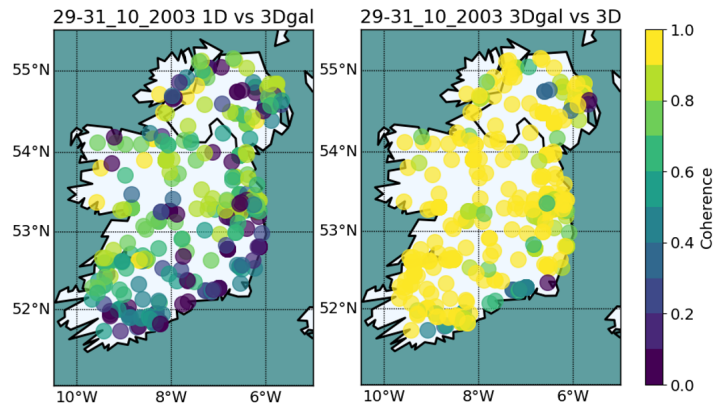 29-31_10_2003 1D vs 3Dgal
29-31_10_2003 3Dgal vs 3D
55°N
54°N
53°N
52°N
10°W
8°W
6°W
55°N
54°N
53°N
52°N
10°W
8°W
6°W
1.0
0.8
0.6
0.4
0.2
0.0
Coherence